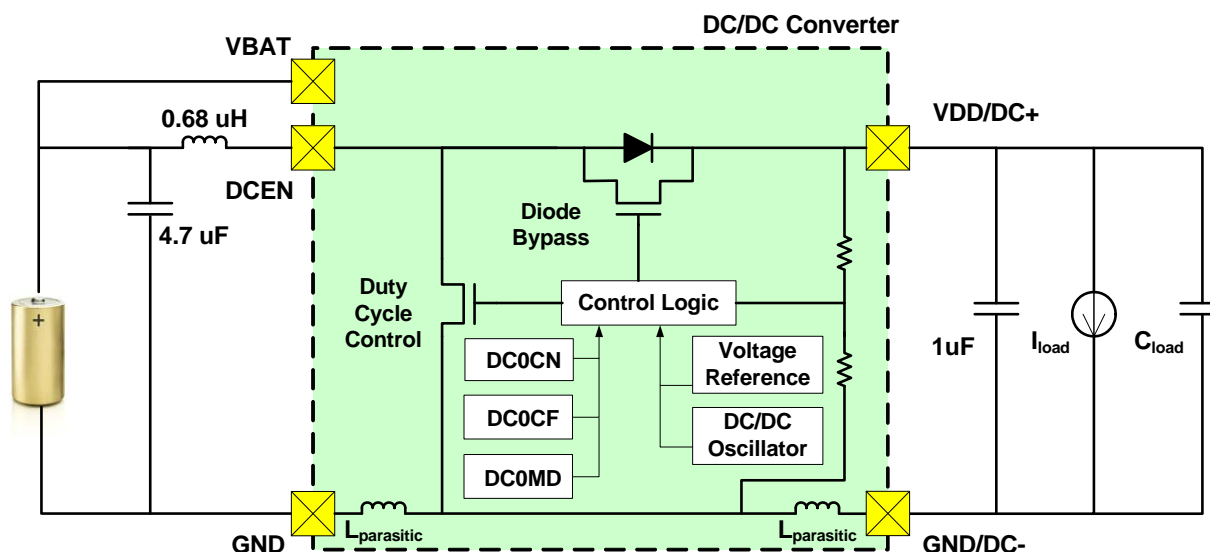 DC/DC Converter
VBAT
0.68 uH
VDD/DC+
DCEN
4.7 uF
Diode
Bypass
Duty
Cycle
Control
Control Logic
+
DC0CN
DC0CF
DC0MD
Voltage
Reference
DC/DC
Oscillator
1uF
Iload
Cload
Lparasitic
Lparasitic
GND
GND/DC-